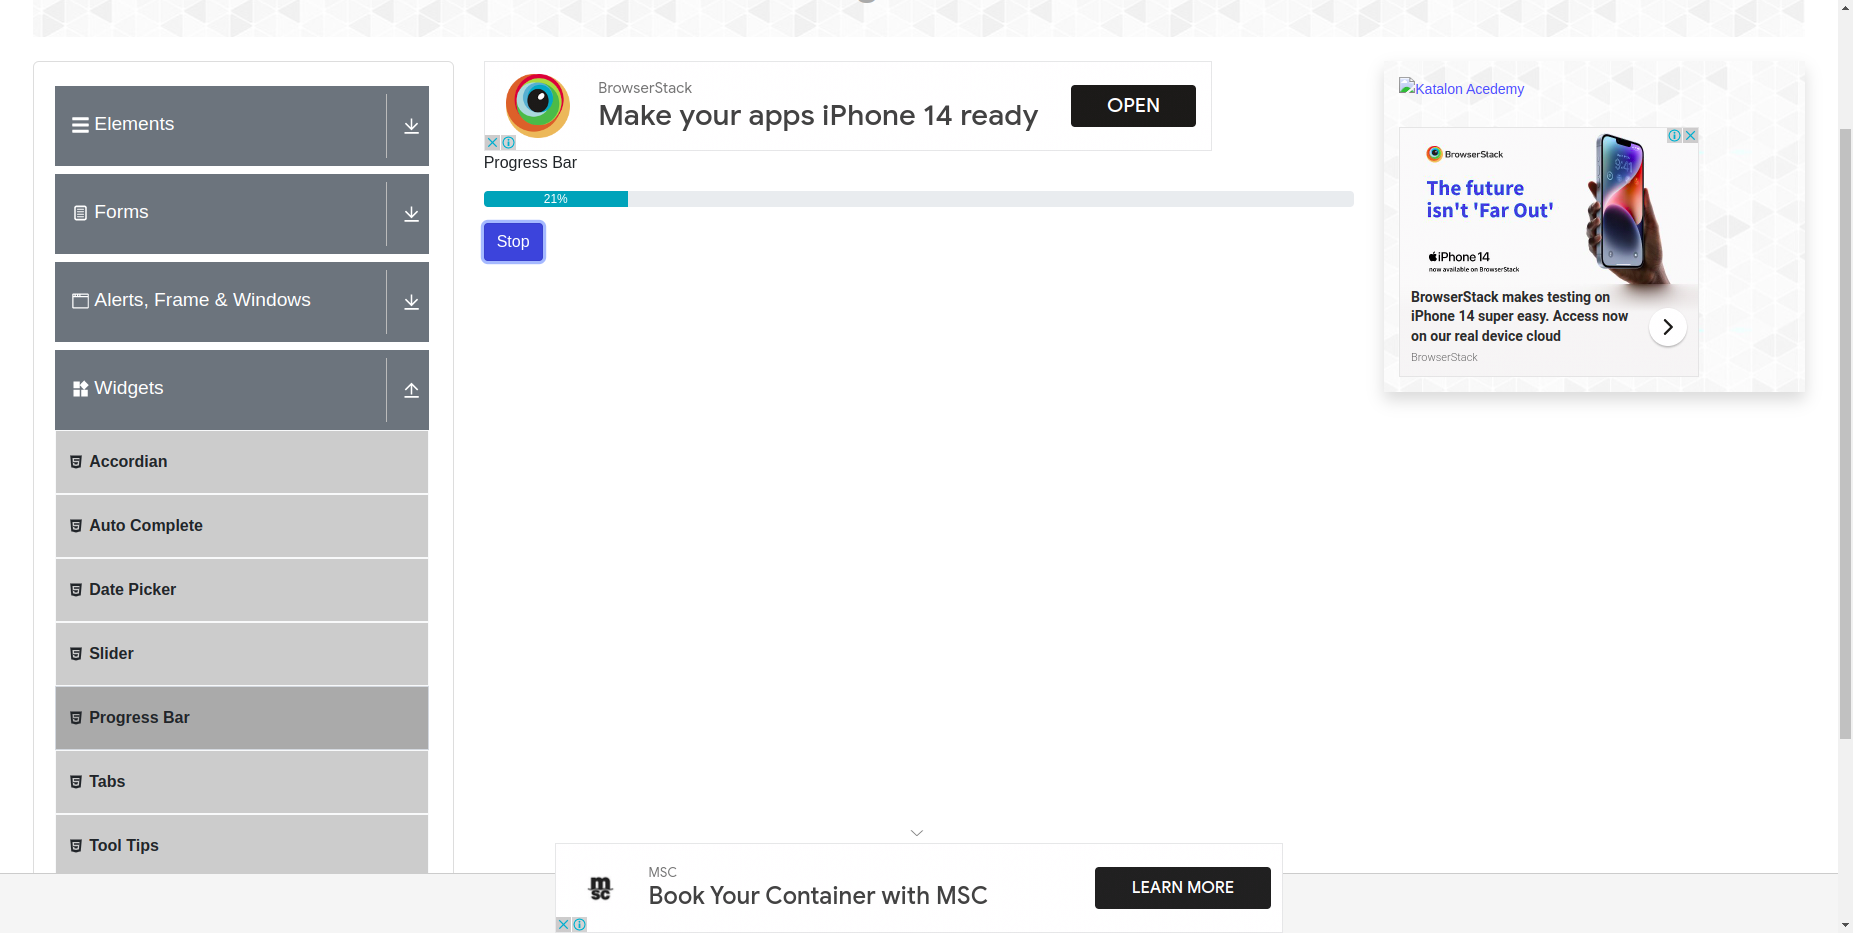 Elements
Forms
Alerts, Frame & Windows
Widgets
Accordian
Auto Complete
Date Picker
Slider
Progress Bar
Tabs
Tool Tips
BrowserStack
Make your apps iPhone 14 ready
OPEN
Progress Bar
21%
Stop
Katalon Acedemy
BrowserStack
The future
isn't 'Far Out'
iPhone 14
now available on BrowserStack
9:41
BrowserStack makes testing on
iPhone 14 super easy. Access now
on our real device cloud
BrowserStack
msc
MSC
Book Your Container with MSC
LEARN MORE